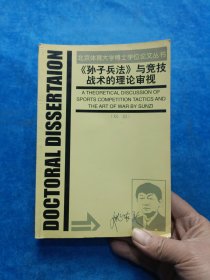 北京体育大学博士学位论文丛书
《孙子兵法》与竞技
战术的理论审视
A THEORETICAL DISCUSSION OF
SPORTS COMPETITION TACTICS AND
THE ART OF WAR BY SUNZI
DOCTORAL DISSERTAION